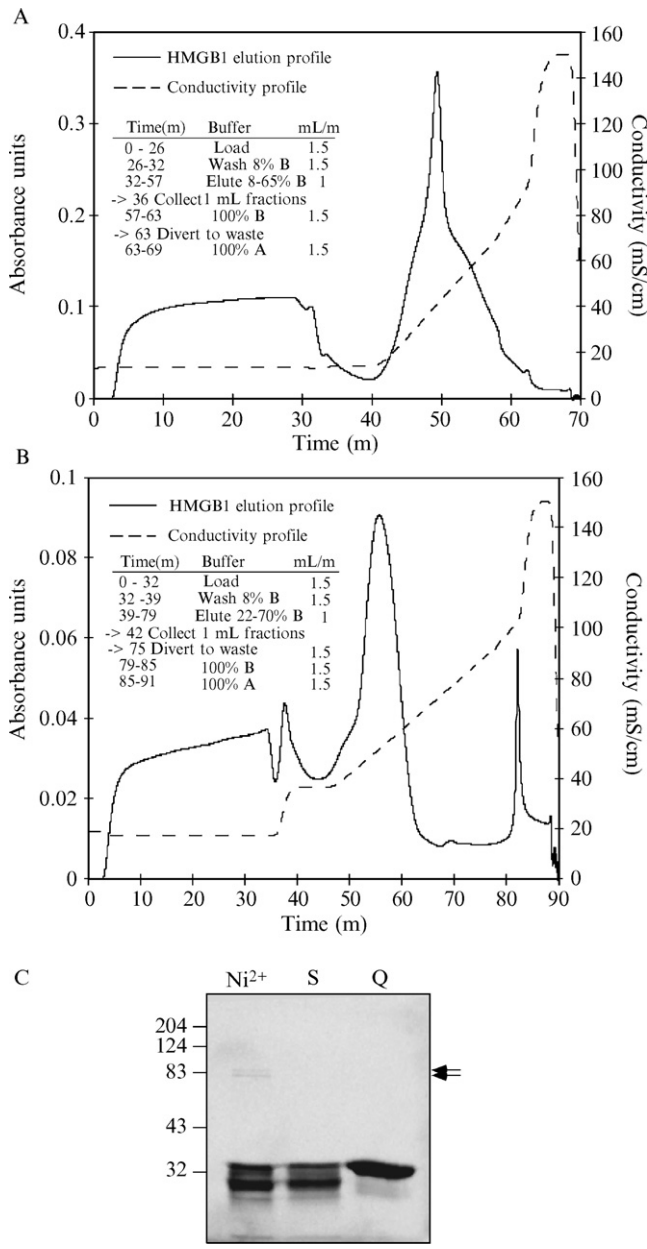 A
HMGB1 elution profile
Conductivity profile
Time(m) Buffer mL/m
0 - 26 Load 1.5
26-32 Wash 8% B 1.5
32-57 Elute 8-65% B 1
-> 36 Collect 1 mL fractions
57-63 100% B 1.5
-> 63 Divert to waste
63-69 100% A 1.5
Absorbance units
0.4
0.3
0.2
0.1
0
160
140
120
100
80
60
40
20
0
Conductivity (mS/cm)
0 10 20 30 40 50 60 70
Time (m)
B
HMGB1 elution profile
Conductivity profile
Time(m) Buffer mL/m
0 - 32 Load 1.5
32 -39 Wash 8% B 1.5
39-79 Elute 22-70% B 1
-> 42 Collect 1 mL fractions
-> 75 Divert to waste 1.5
79-85 100% B 1.5
85-91 100% A 1.5
Absorbance units
0.1
0.08
0.06
0.04
0.02
0
160
140
120
100
80
60
40
20
0
Conductivity (mS/cm)
0 10 20 30 40 50 60 70 80 90
Time (m)
C
Ni2+ S Q
204
124
83
43
32